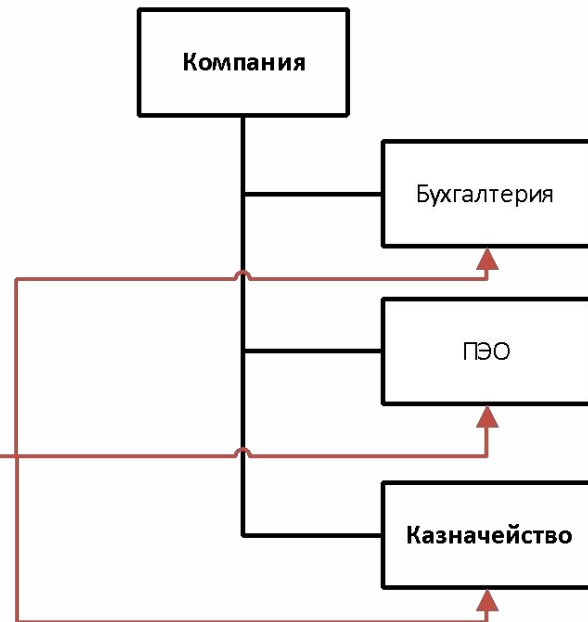 Компания
Бухгалтерия
ПЭО
Казначейство